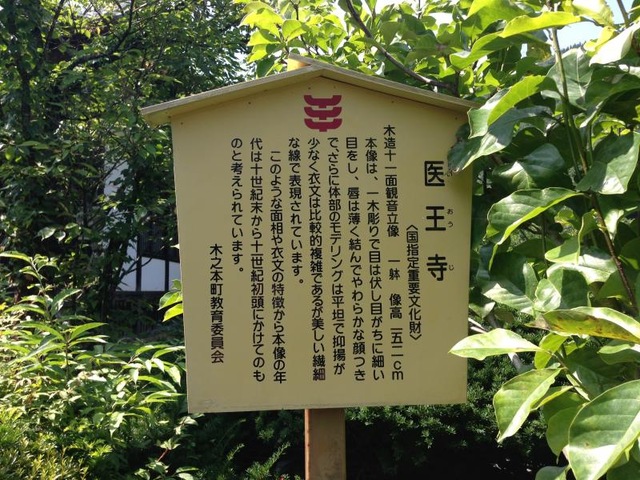 医王寺
いおうじ
〈国指定重要文化財〉
木造十一面観音立像 一躰 像高 一五一cm
本像は、一木彫りで目は伏し目がちに細い
目をし、唇は薄く結んでやわらかな顔つき
で、さらに体部のモデリングは平坦で抑揚が
少なく衣文は比較的複雑であるが美しい繊細
な線で表現されています。
このような面相や衣文の特徴から本像の年
代は十世紀末から十一世紀初頭にかけてのも
のと考えられています。
木之本町教育委員会